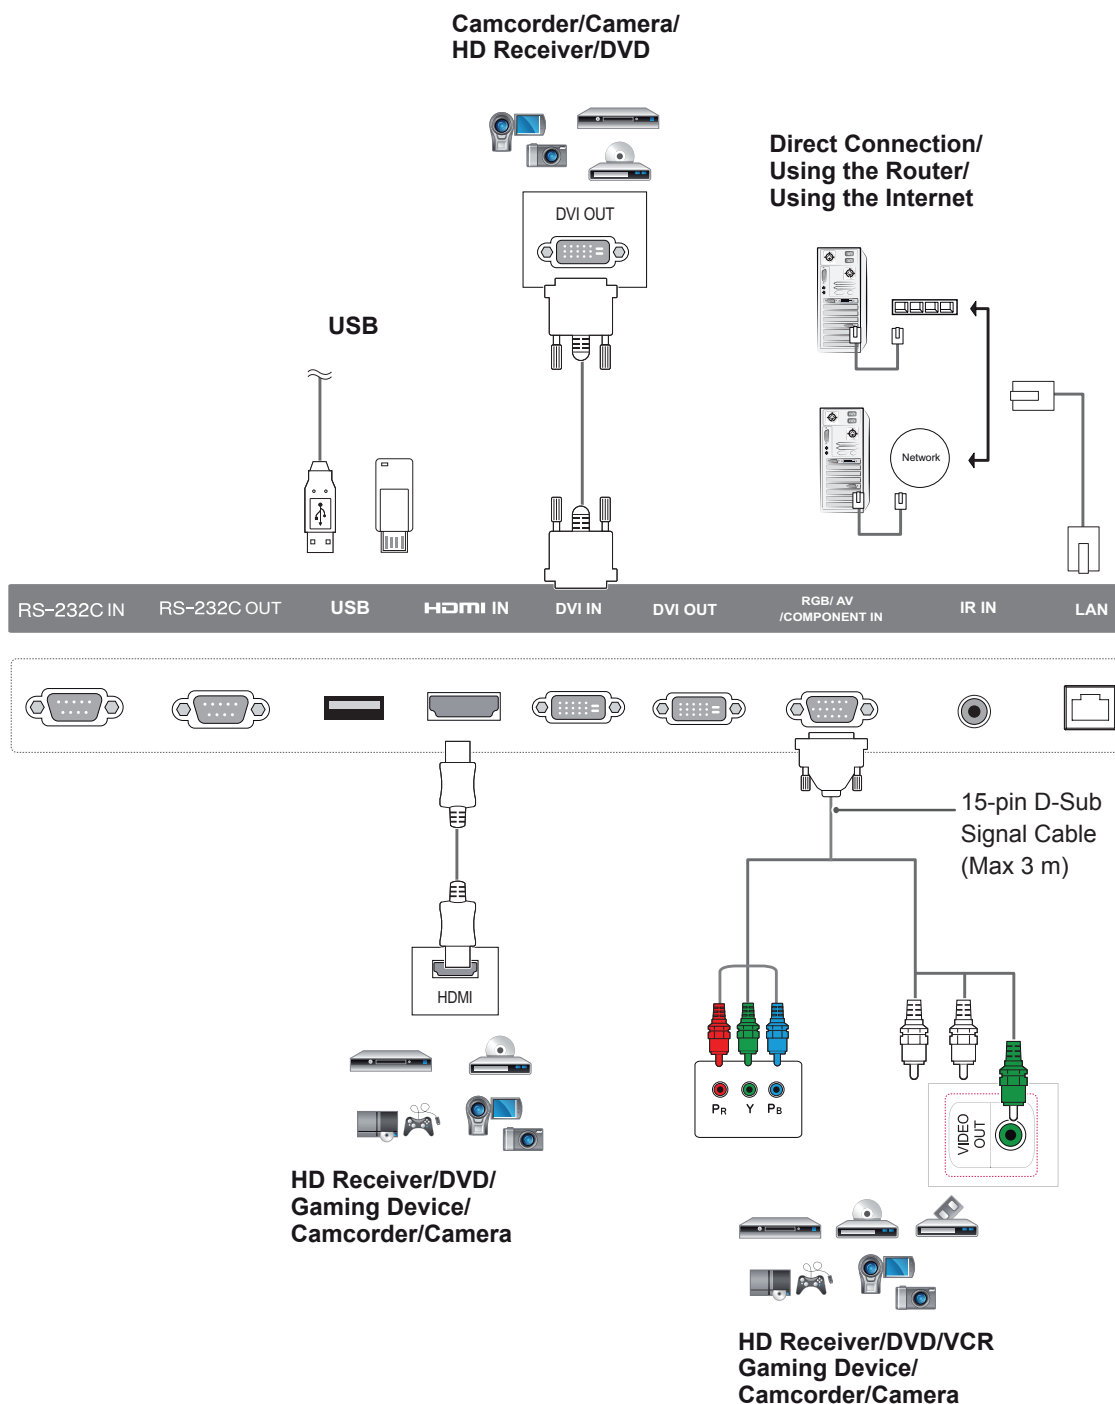 Camcorder/Camera/
HD Receiver/DVD
DVI OUT
Direct Connection/
Using the Router/
Using the Internet
USB
Network
RS-232C IN
RS-232C OUT
USB
HDMI IN
DVI IN
DVI OUT
RGB/ AV
/COMPONENT IN
IR IN
LAN
15-pin D-Sub
Signal Cable
(Max 3 m)
HDMI
PR Y PB
VIDEO
OUT
HD Receiver/DVD/
Gaming Device/
Camcorder/Camera
HD Receiver/DVD/VCR
Gaming Device/
Camcorder/Camera